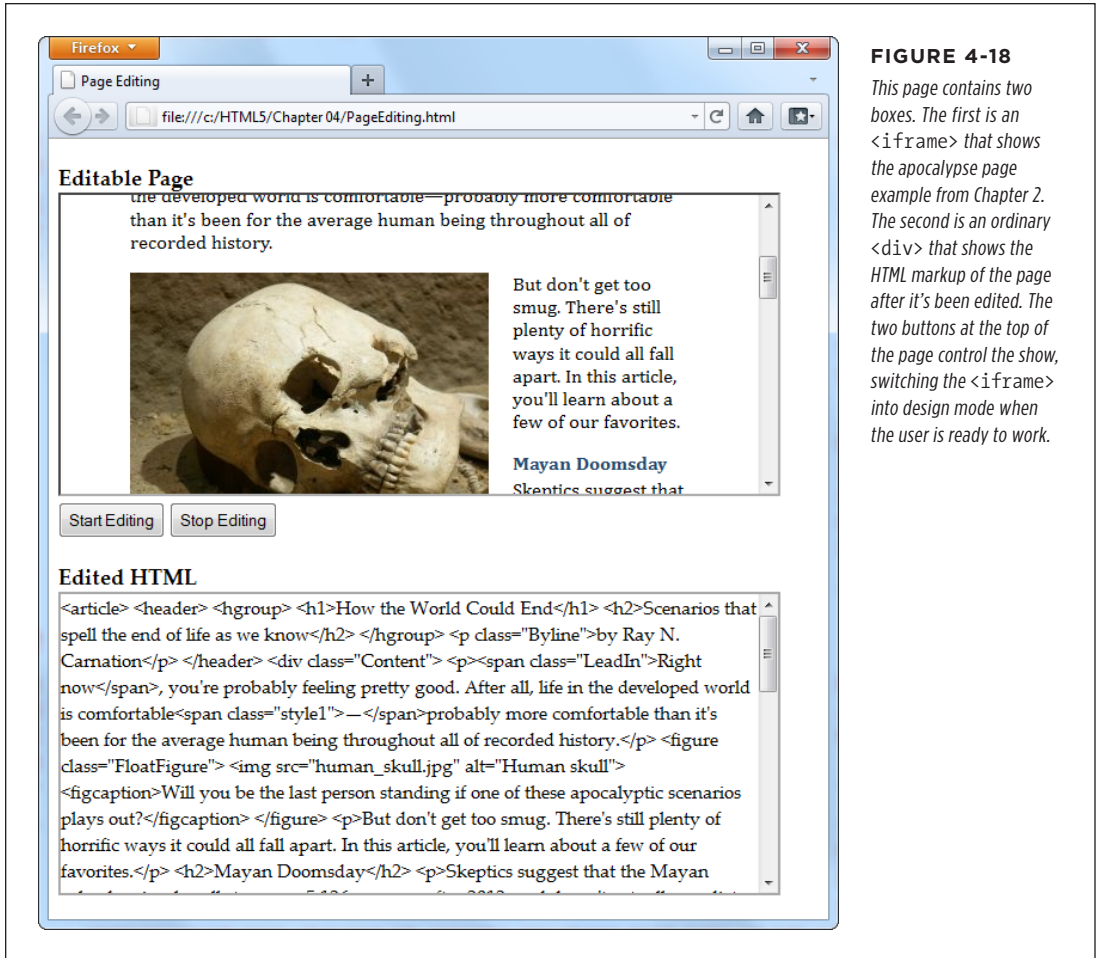 Firefox
Page Editing
file:///c:/HTML5/Chapter 04/PageEditing.html
Editable Page
the developed world is comfortable—probably more comfortable
than it's been for the average human being throughout all of
recorded history.
But don't get too
smug. There's still
plenty of horrific
ways it could all fall
apart. In this article,
you'll learn about a
few of our favorites.
Mayan Doomsday
Skeptics suggest that
Start Editing Stop Editing
Edited HTML
<article> <header> <hgroup> <h1>How the World Could End</h1> <h2>Scenarios that
spell the end of life as we know</h2> </hgroup> <p class="Byline">by Ray N.
Carnation</p> </header> <div class="Content"> <p><span class="LeadIn">Right
now</span>, you're probably feeling pretty good. After all, life in the developed world
is comfortable<span class="style1">—</span>probably more comfortable than it's
been for the average human being throughout all of recorded history.</p> <figure
class="FloatFigure"> <img src="human_skull.jpg" alt="Human skull">
<figcaption>Will you be the last person standing if one of these apocalyptic scenarios
plays out?</figcaption> </figure> <p>But don't get too smug. There's still plenty of
horrific ways it could all fall apart. In this article, you'll learn about a few of our
favorites.</p> <h2>Mayan Doomsday</h2> <p>Skeptics suggest that the Mayan
FIGURE 4-18
This page contains two
boxes. The first is an
<iframe> that shows
the apocalypse page
example from Chapter 2.
The second is an ordinary
<div> that shows the
HTML markup of the page
after it's been edited. The
two buttons at the top of
the page control the show,
switching the <iframe>
into design mode when
the user is ready to work.